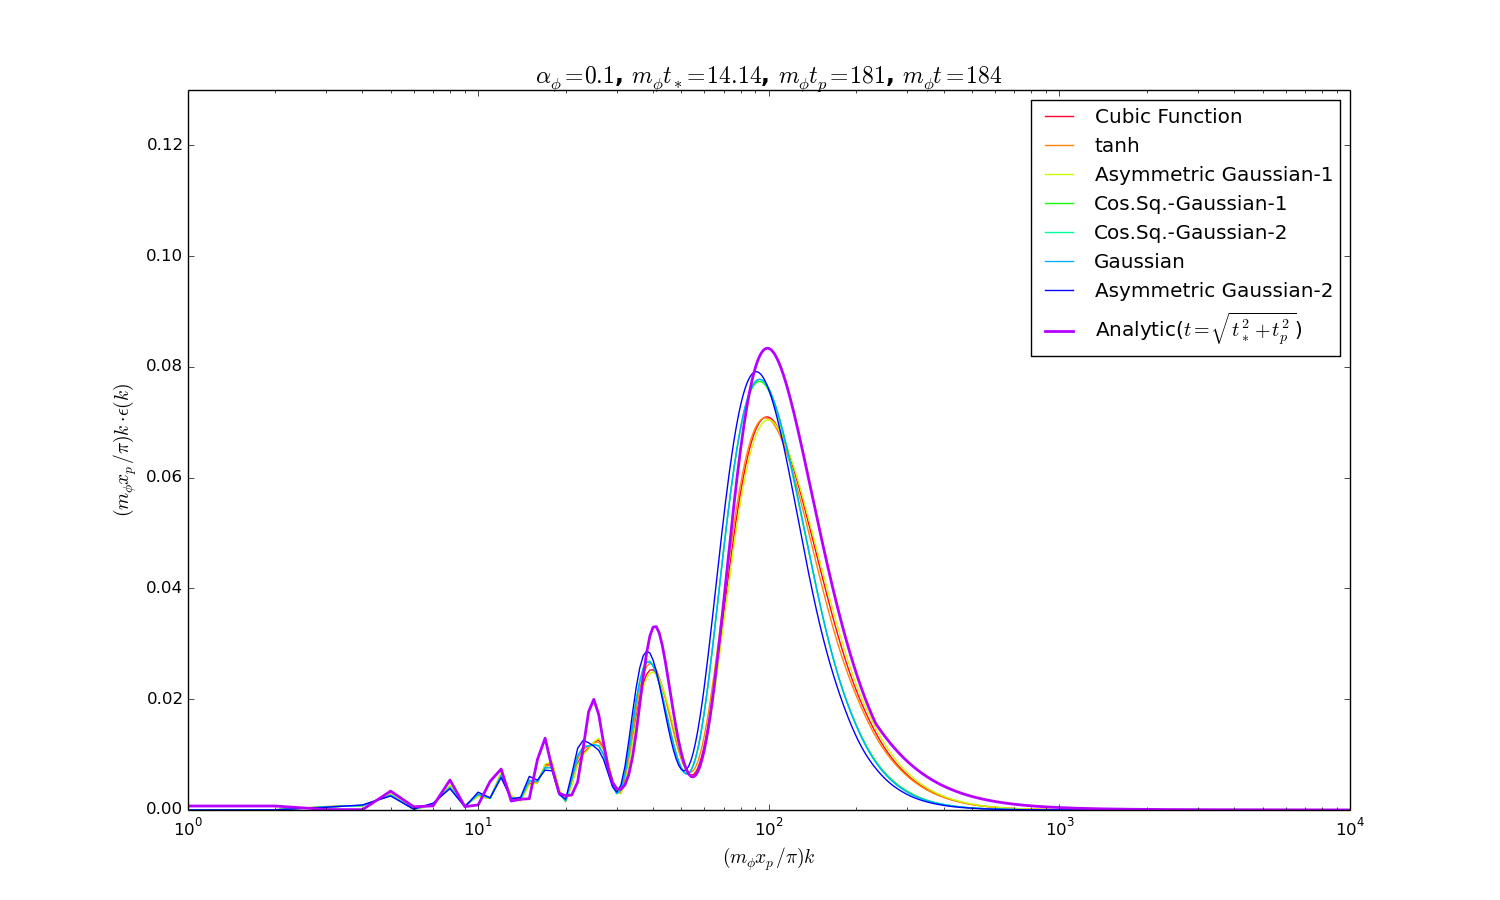 α_ϕ=0.1, m_ϕt_*=14.14, m_ϕt_p=181, m_ϕt=184
Cubic Function
tanh
Asymmetric Gaussian-1
Cos.Sq.-Gaussian-1
Cos.Sq.-Gaussian-2
Gaussian
Asymmetric Gaussian-2
Analytic(t=√(t_*^2+t_p^2))
0.12
0.10
0.08
0.06
0.04
0.02
0.00
(m_ϕx_p/π)k·ϵ(k)
10^0 10^1 10^2 10^3 10^4
(m_ϕx_p/π)k